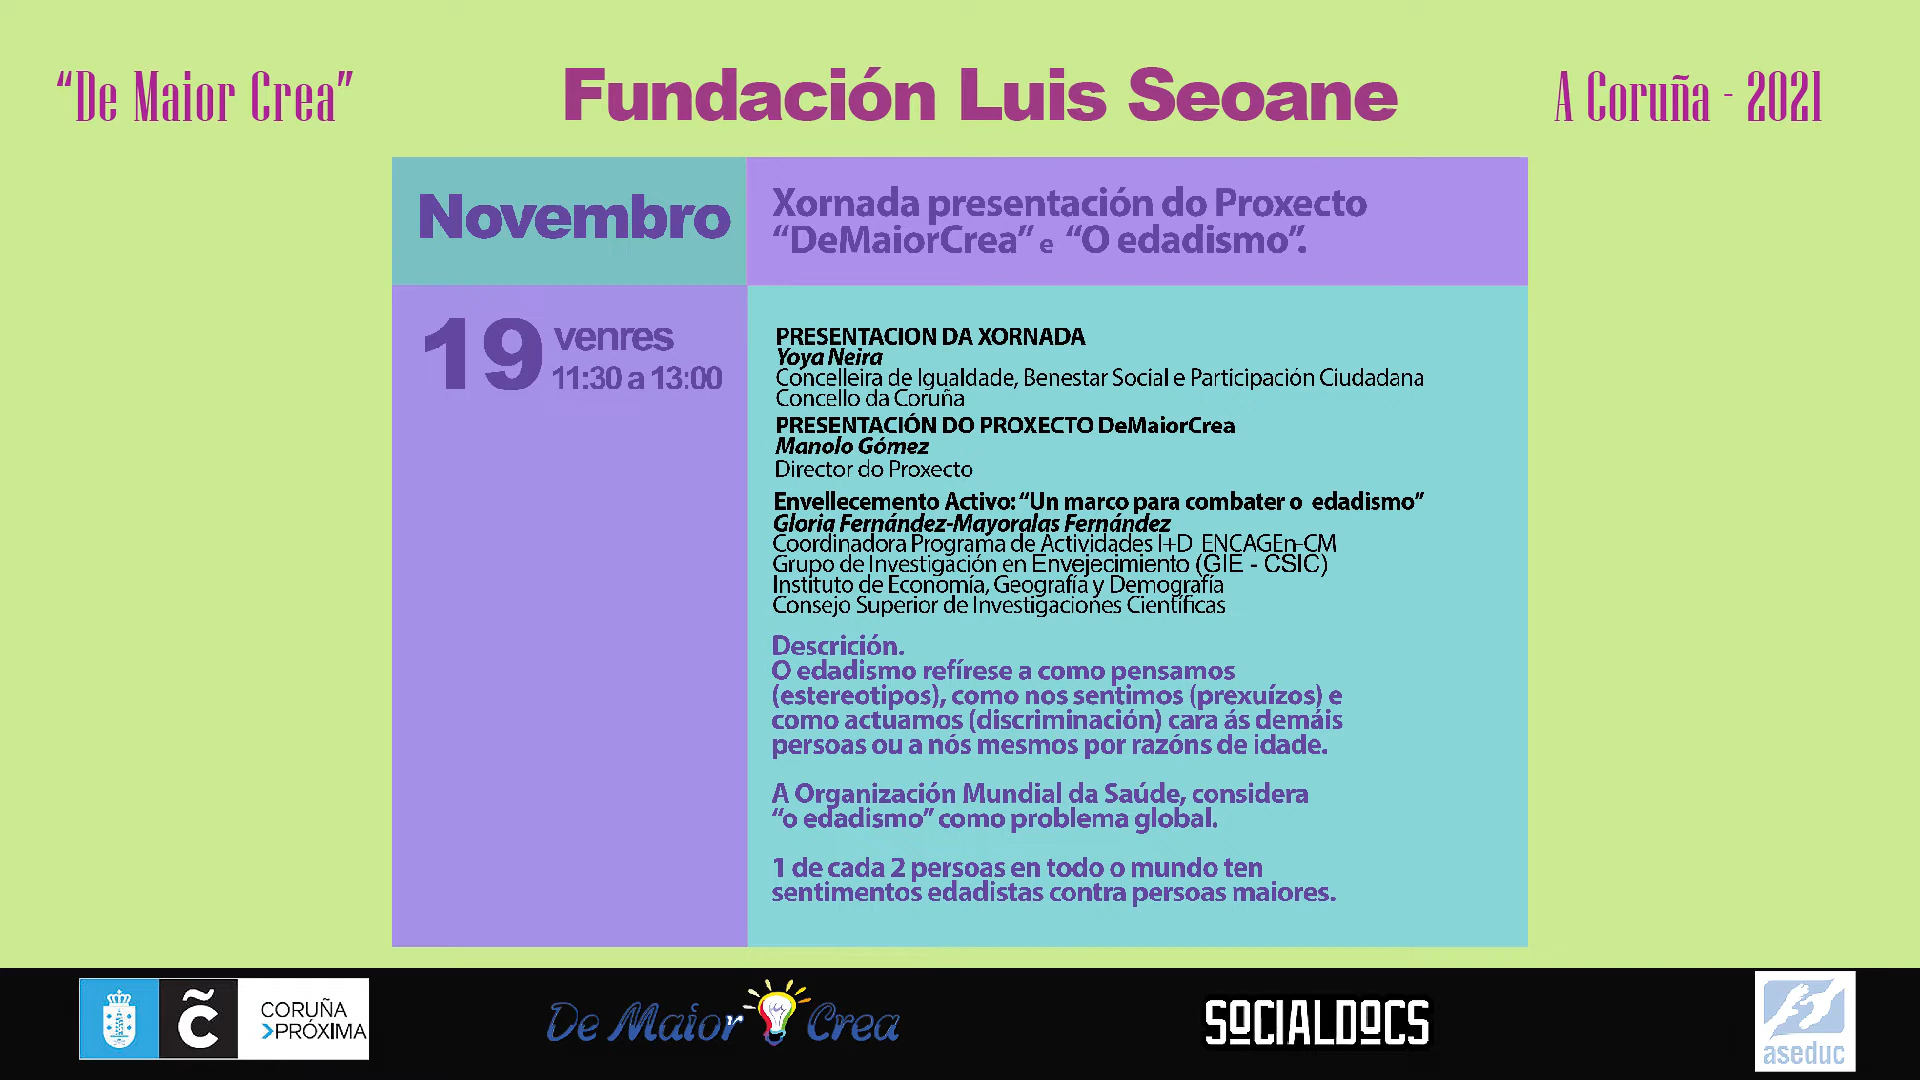 “De Maior Crea”
Fundación Luis Seoane
A Coruña - 2021
Novembro
Xornada presentación do Proxecto
“DeMaiorCrea” e “O edadismo”.
19 venres
11:30 a 13:00
PRESENTACION DA XORNADA
Yoya Neira
Concelleira de Igualdade, Benestar Social e Participación Ciudadana
Concello da Coruña
PRESENTACIÓN DO PROXECTO DeMaiorCrea
Manolo Gómez
Director do Proxecto
Envellecemento Activo: “Un marco para combater o edadismo”
Gloria Fernández-Mayoralas Fernández
Coordinadora Programa de Actividades I+D ENCAGEn-CM
Grupo de Investigación en Envejecimiento (GIE - CSIC)
Instituto de Economía, Geografía y Demografía
Consejo Superior de Investigaciones Científicas
Descrición.
O edadismo refírese a como pensamos
(estereotipos), como nos sentimos (prexuízos) e
como actuamos (discriminación) cara ás demáis
persoas ou a nós mesmos por razóns de idade.
A Organización Mundial da Saúde, considera
“o edadismo” como problema global.
1 de cada 2 persoas en todo o mundo ten
sentimentos edadistas contra persoas maiores.
CORUÑA
PRÓXIMA
De Maior Crea
SOCIALDOCS
aseduc